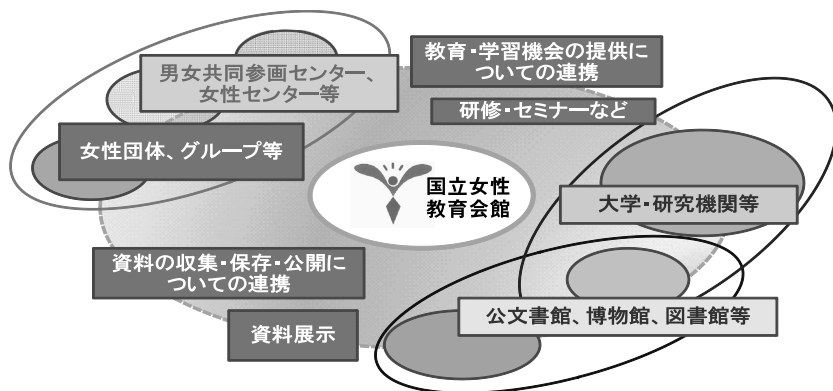 男女共同参画センター、
女性センター等
教育・学習機会の提供に
ついての連携
研修・セミナーなど
女性団体、グループ等
国立女性
教育会館
大学・研究機関等
資料の収集・保存・公開に
ついての連携
公文書館、博物館、図書館等
資料展示